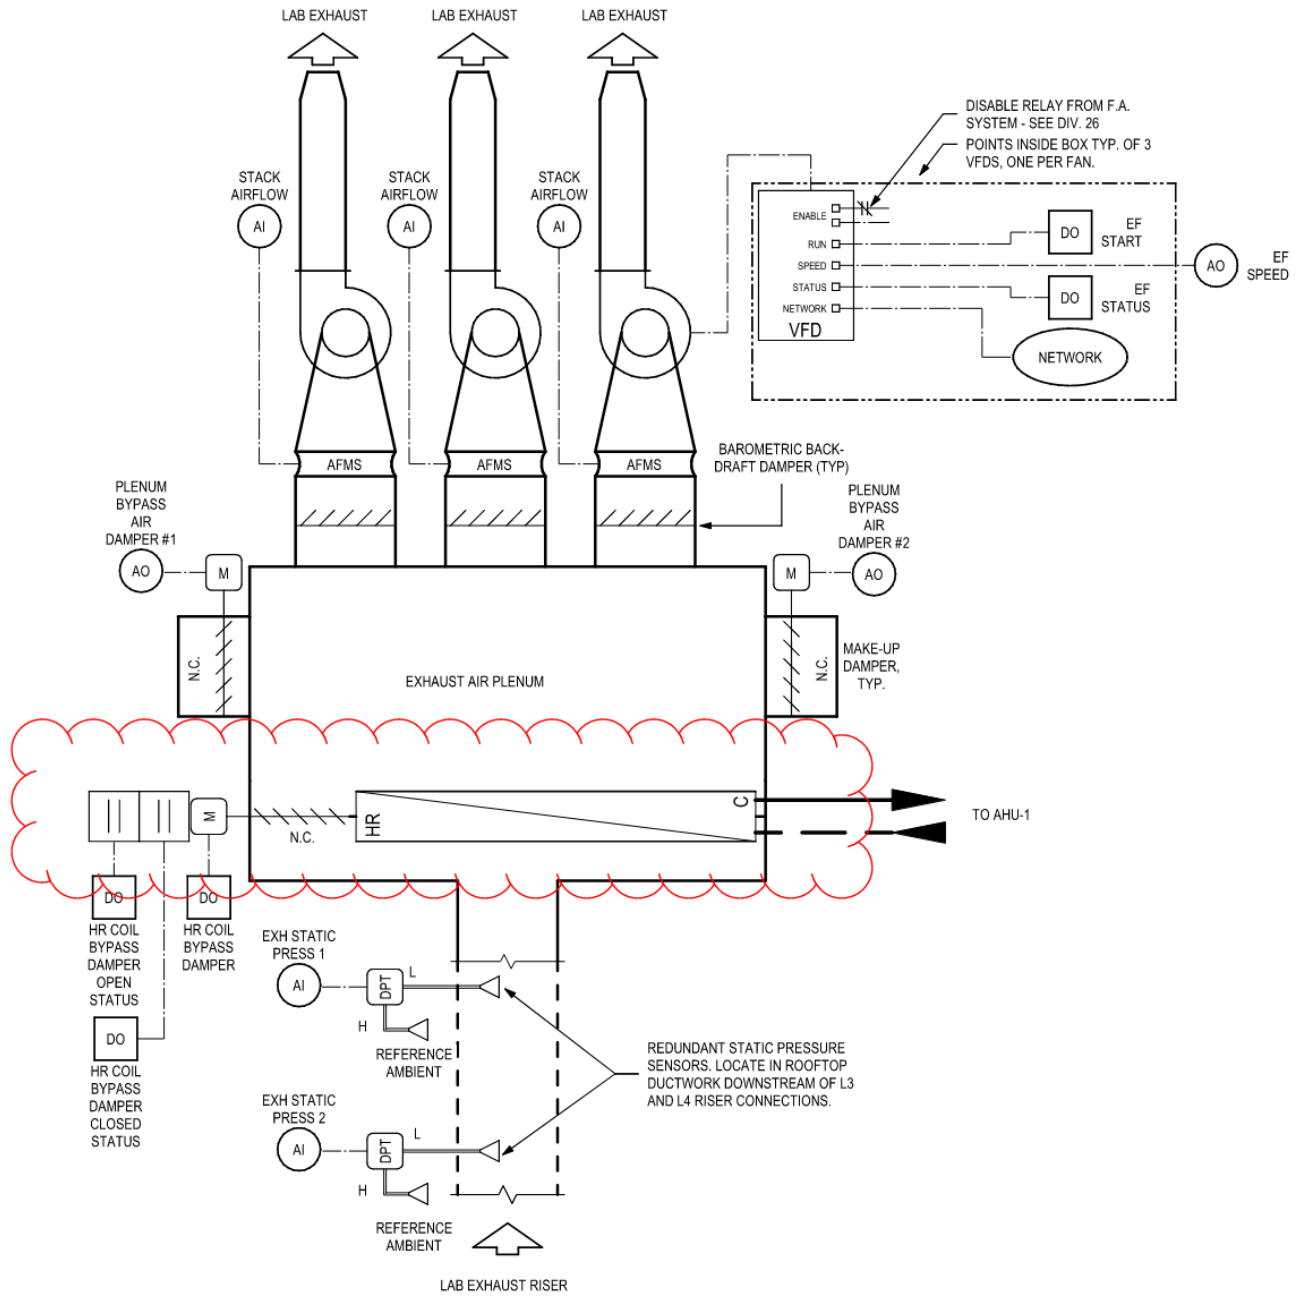 LAB EXHAUST
LAB EXHAUST
LAB EXHAUST
DISABLE RELAY FROM F.A.
SYSTEM - SEE DIV. 26
POINTS INSIDE BOX TYP. OF 3
VFDS, ONE PER FAN.
STACK
AIRFLOW
AI
STACK
AIRFLOW
AI
STACK
AIRFLOW
AI
ENABLE
RUN
SPEED
STATUS
NETWORK
VFD
DO
EF
START
AO
EF
SPEED
DO
EF
STATUS
NETWORK
AFMS
AFMS
AFMS
BAROMETRIC BACK-
DRAFT DAMPER (TYP)
PLENUM
BYPASS
AIR
DAMPER #1
AO
M
PLENUM
BYPASS
AIR
DAMPER #2
M
AO
N.C.
EXHAUST AIR PLENUM
N.C.
MAKE-UP
DAMPER,
TYP.
M
N.C.
HR
C
TO AHU-1
DO
HR COIL
BYPASS
DAMPER
OPEN
STATUS
DO
HR COIL
BYPASS
DAMPER
DO
HR COIL
BYPASS
DAMPER
CLOSED
STATUS
EXH STATIC
PRESS 1
AI
DPT
L
H
REFERENCE
AMBIENT
REDUNDANT STATIC PRESSURE
SENSORS. LOCATE IN ROOFTOP
DUCTWORK DOWNSTREAM OF L3
AND L4 RISER CONNECTIONS.
EXH STATIC
PRESS 2
AI
DPT
L
H
REFERENCE
AMBIENT
LAB EXHAUST RISER